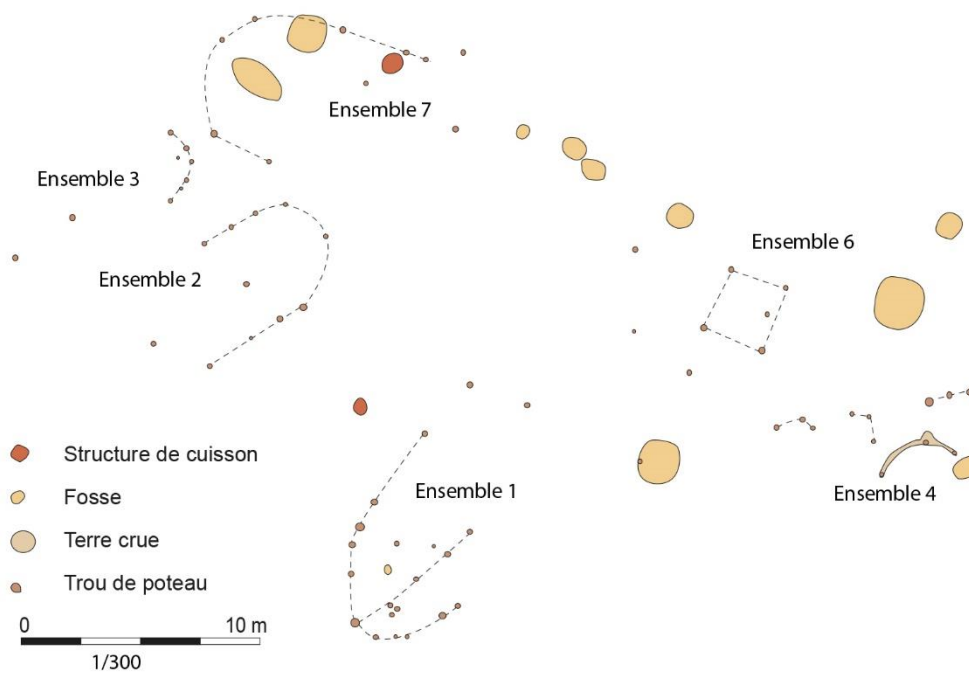 Ensemble 7
Ensemble 3
Ensemble 6
Ensemble 2
Structure de cuisson
Ensemble 1
Ensemble 4
Fosse
Terre crue
Trou de poteau
0 10 m
1/300